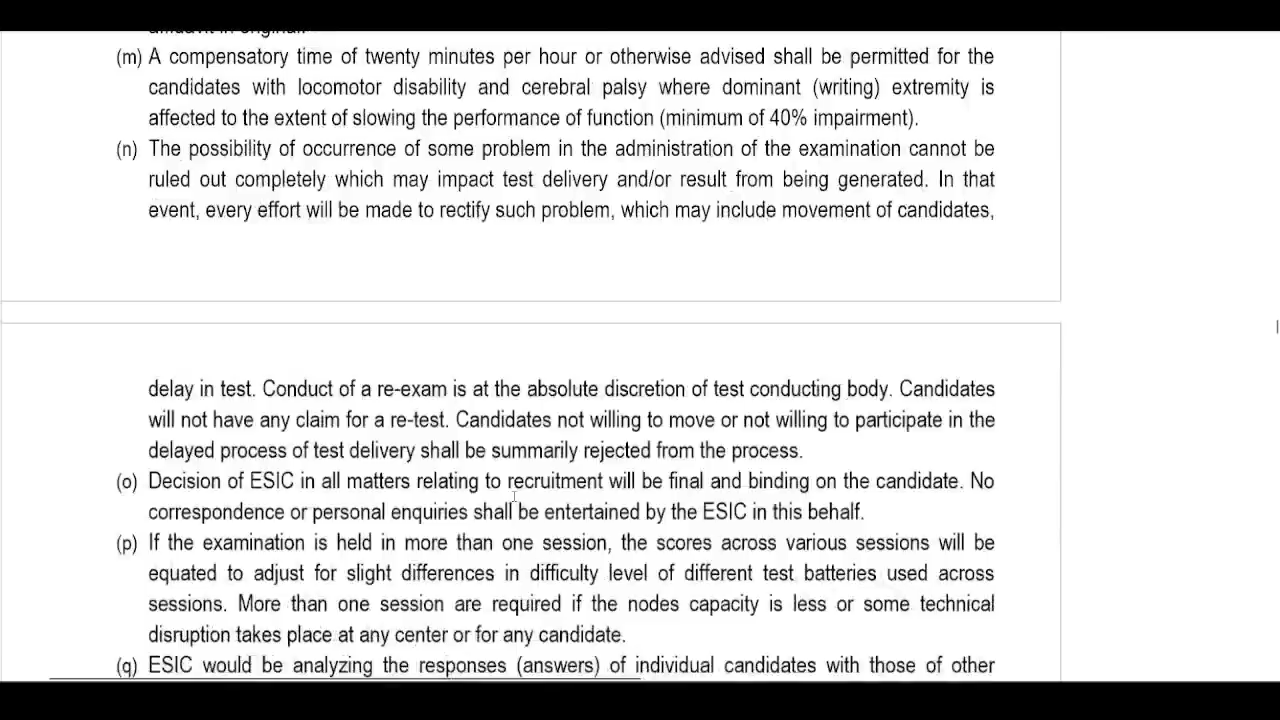 affidavit in original.
(m) A compensatory time of twenty minutes per hour or otherwise advised shall be permitted for the
candidates with locomotor disability and cerebral palsy where dominant (writing) extremity is
affected to the extent of slowing the performance of function (minimum of 40% impairment).
(n) The possibility of occurrence of some problem in the administration of the examination cannot be
ruled out completely which may impact test delivery and/or result from being generated. In that
event, every effort will be made to rectify such problem, which may include movement of candidates,
delay in test. Conduct of a re-exam is at the absolute discretion of test conducting body. Candidates
will not have any claim for a re-test. Candidates not willing to move or not willing to participate in the
delayed process of test delivery shall be summarily rejected from the process.
(o) Decision of ESIC in all matters relating to recruitment will be final and binding on the candidate. No
correspondence or personal enquiries shall be entertained by the ESIC in this behalf.
(p) If the examination is held in more than one session, the scores across various sessions will be
equated to adjust for slight differences in difficulty level of different test batteries used across
sessions. More than one session are required if the nodes capacity is less or some technical
disruption takes place at any center or for any candidate.
(q) ESIC would be analyzing the responses (answers) of individual candidates with those of other